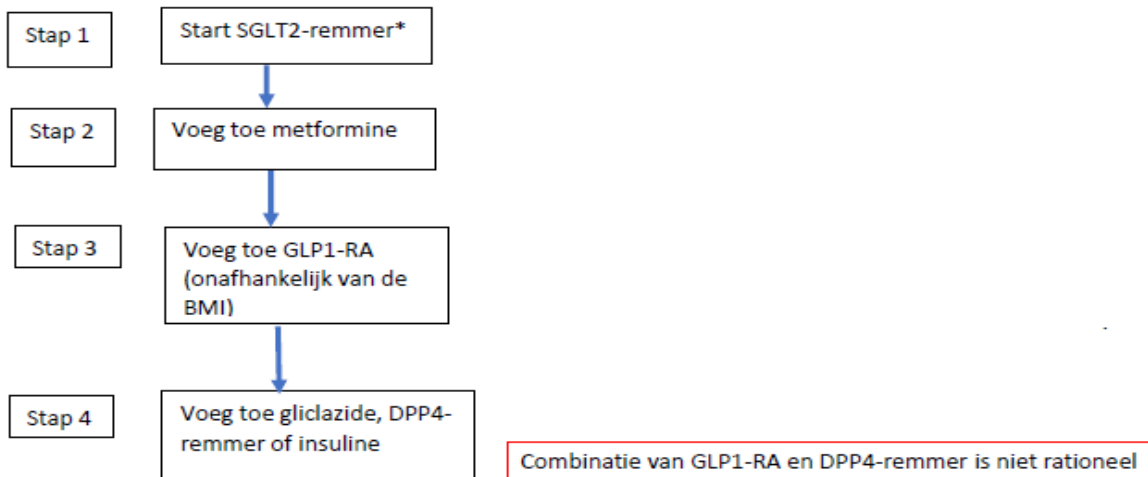 Stap 1
Start SGLT2-remmer*
Stap 2
Voeg toe metformine
Stap 3
Voeg toe GLP1-RA
(onafhankelijk van de
BMI)
Stap 4
Voeg toe gliclazide, DPP4-
remmer of insuline
Combinatie van GLP1-RA en DPP4-remmer is niet rationeel